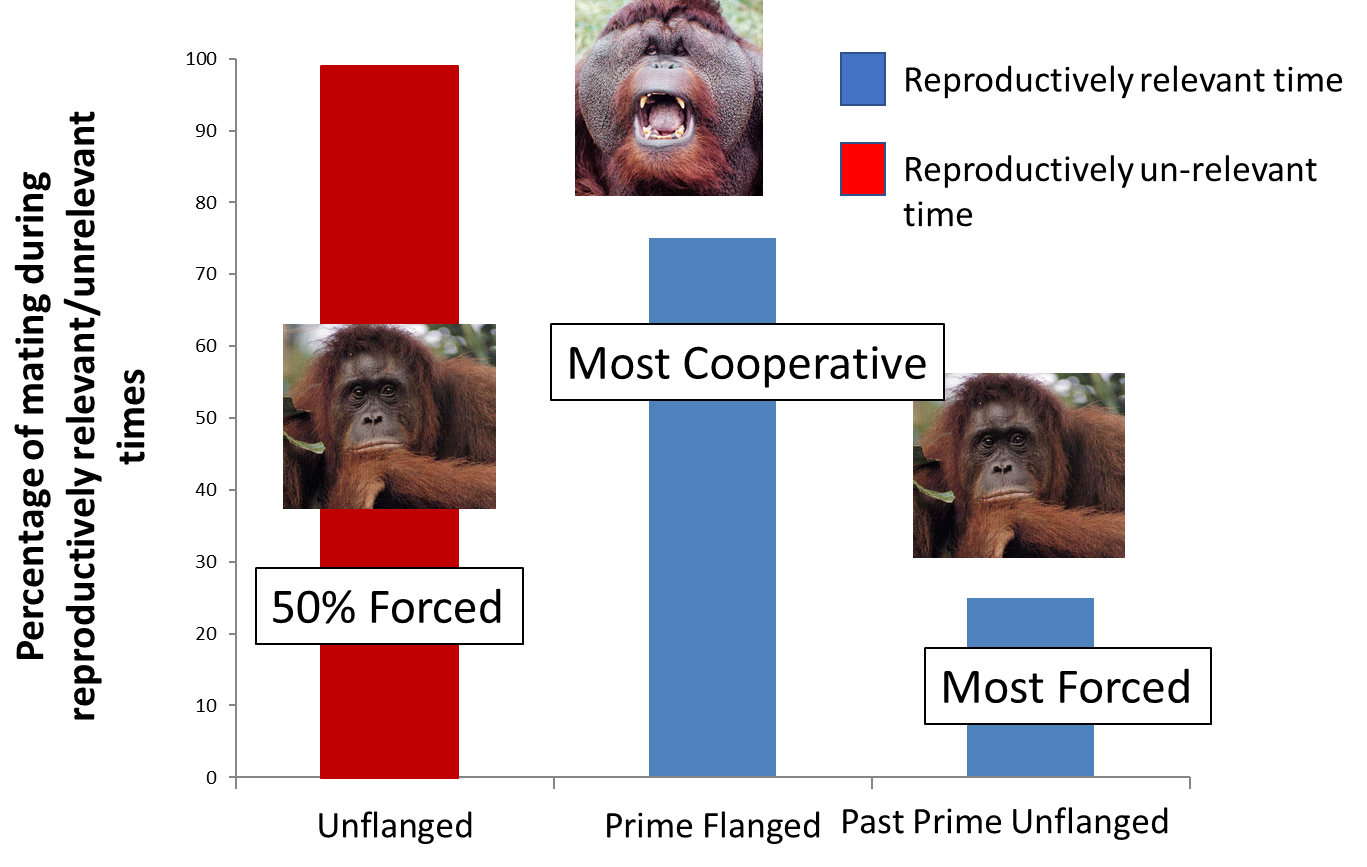 Percentage of mating during
reproductively relevant/unrelevant
times
100
90
80
70
60
50
40
30
20
10
0
Reproductively relevant time
Reproductively un-relevant
time
Most Cooperative
50% Forced
Most Forced
Unflanged
Prime Flanged
Past Prime Unflanged